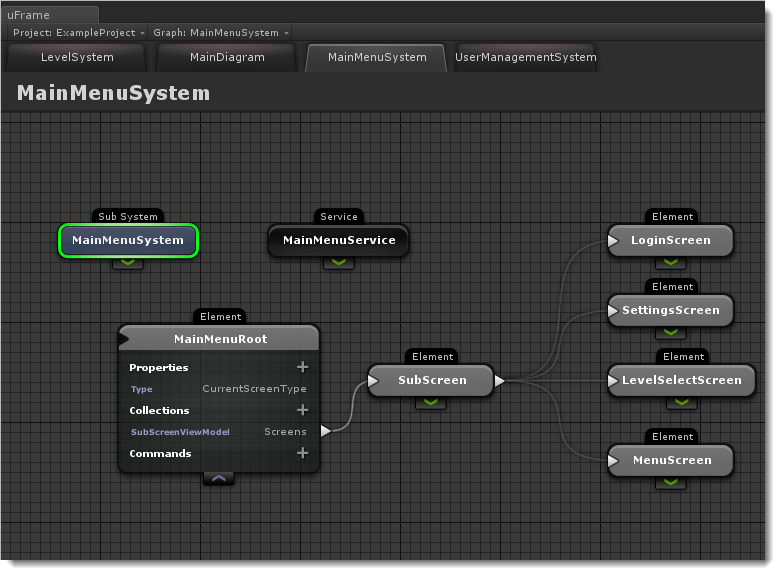 uFrame
Project: ExampleProject Graph: MainMenuSystem
LevelSystem MainDiagram MainMenuSystem UserManagementSystem
MainMenuSystem
Sub System
MainMenuSystem
Service
MainMenuService
Element
LoginScreen
Element
SettingsScreen
Element
MainMenuRoot
Properties
Type CurrentScreenType
Collections
SubScreenViewModel Screens
Commands
Element
SubScreen
Element
LevelSelectScreen
Element
MenuScreen